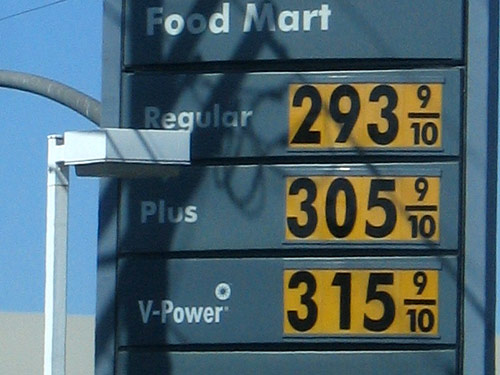 Food Mart
Regular 293 9/10
Plus 305 9/10
V-Power 315 9/10